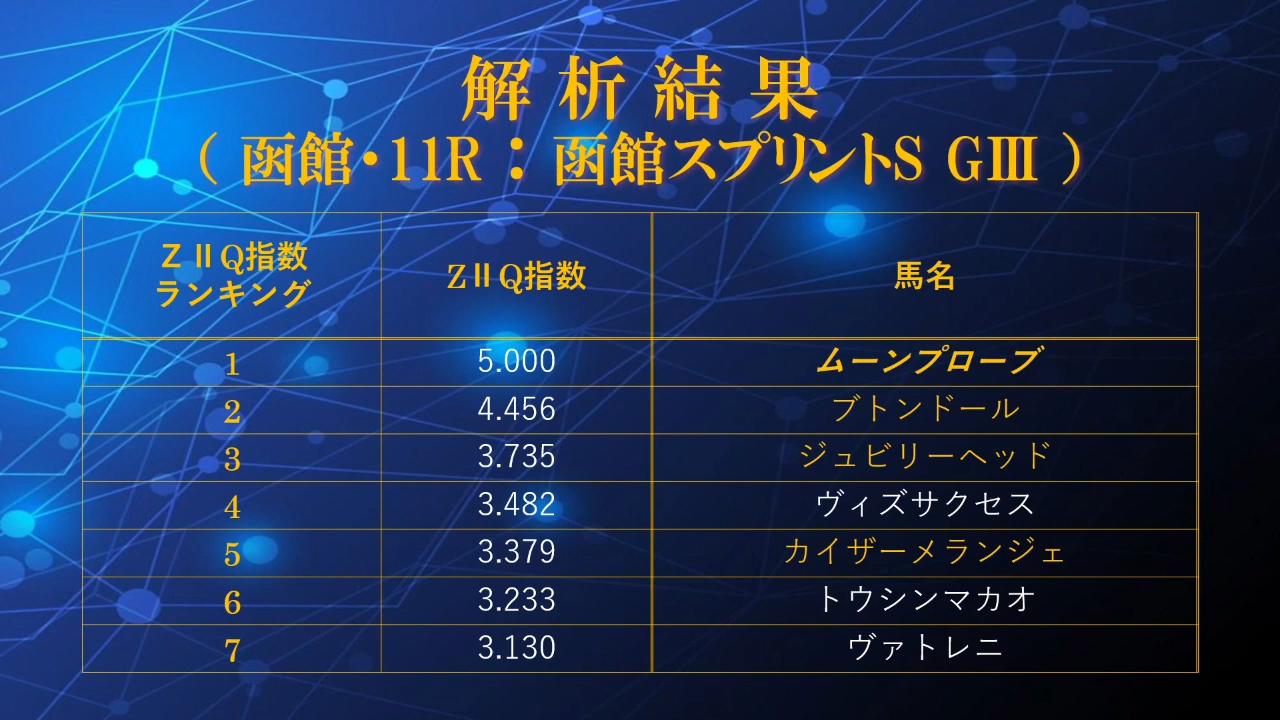 解析結果
（ 函館・11R：函館スプリントS GⅢ ）
ZⅡQ指数
ランキング
ZⅡQ指数
馬名
1 5.000 ムーンプローブ
2 4.456 ブトンドール
3 3.735 ジュビリーヘッド
4 3.482 ヴィズサクセス
5 3.379 カイザーメランジェ
6 3.233 トウシンマカオ
7 3.130 ヴァトレニ